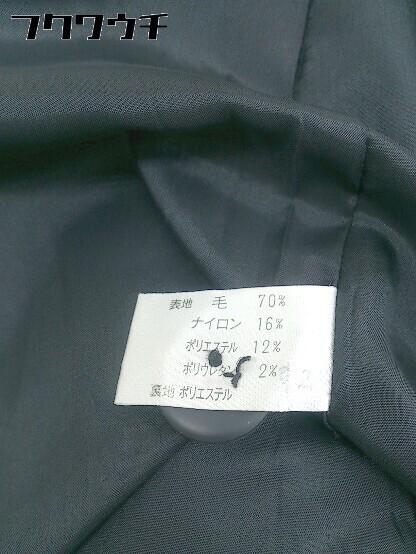 フクウチ
表地 毛 70%
ナイロン 16%
ポリエステル 12%
ポリウレタン 2%
裏地 ポリエステル